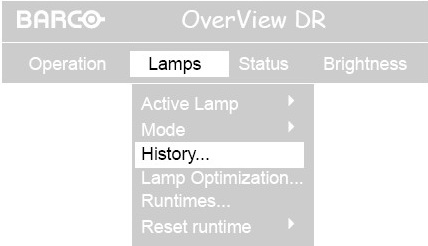 BARCO OverView DR
Operation Lamps Status Brightness
Active Lamp
Mode
History...
Lamp Optimization...
Runtimes...
Reset runtime